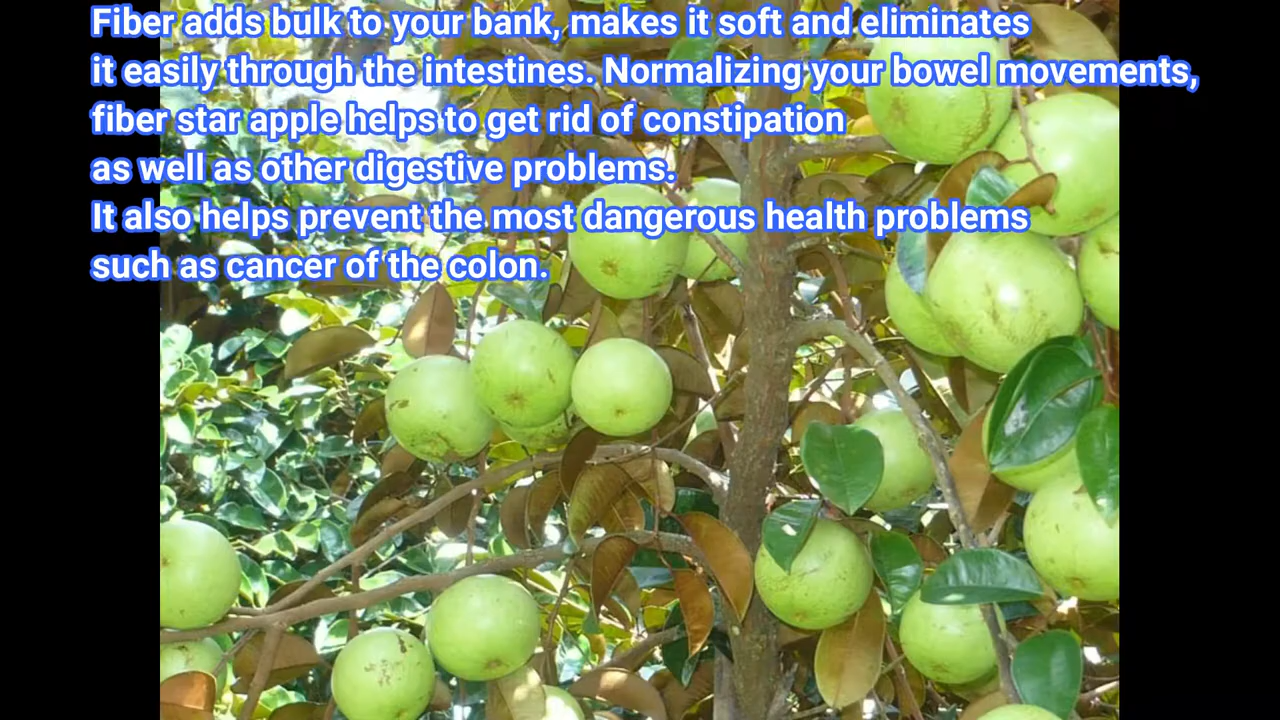 Fiber adds bulk to your bank, makes it soft and eliminates
it easily through the intestines. Normalizing your bowel movements,
fiber star apple helps to get rid of constipation
as well as other digestive problems.
It also helps prevent the most dangerous health problems
such as cancer of the colon.